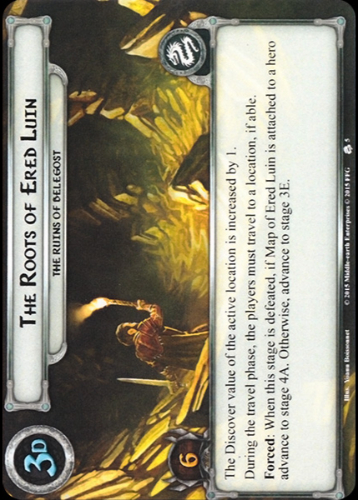 3D
The Roots of Ered Luin
The Ruins of Belegost
6
The Discover value of the active location is increased by 1.
During the travel phase, the players must travel to a location, if able.
Forced: When this stage is defeated, if Map of Ered Luin is attached to a hero
advance to stage 4A. Otherwise, advance to stage 3E.
Illus. Yoann Boissonnet © 2015 Middle-earth Enterprises © 2015 FFG 5